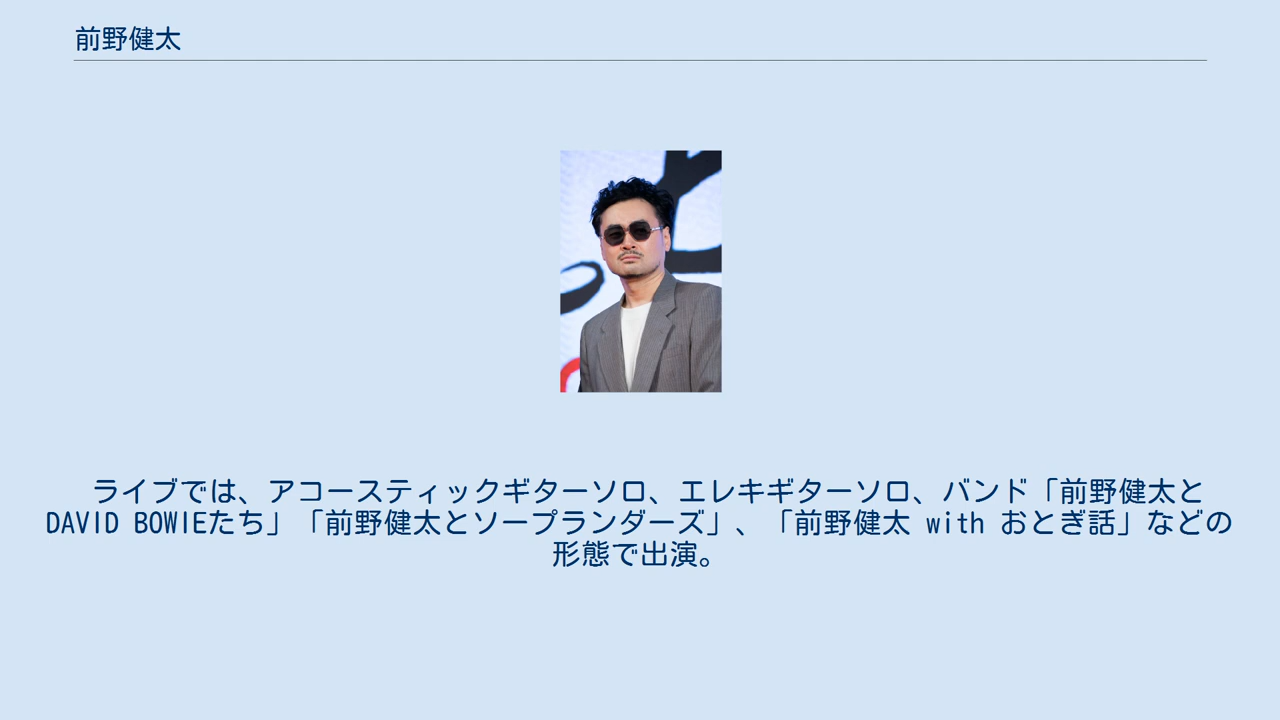 前野健太
ライブでは、アコースティックギターソロ、エレキギターソロ、バンド「前野健太と
DAVID BOWIEたち」「前野健太とソープランダーズ」、「前野健太 with おとぎ話」などの
形態で出演。